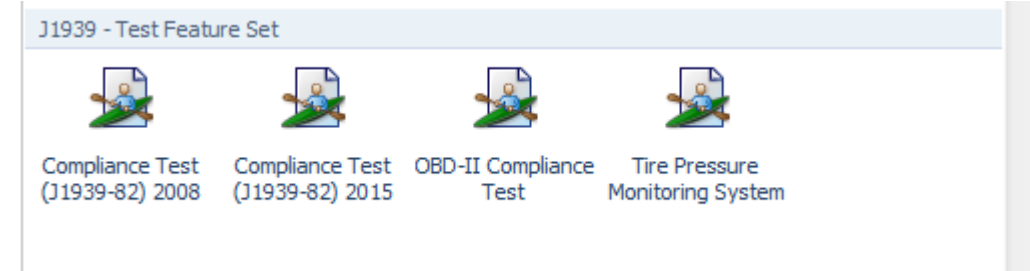 J1939 - Test Feature Set
Compliance Test
(J1939-82) 2008
Compliance Test
(J1939-82) 2015
OBD-II Compliance
Test
Tire Pressure
Monitoring System